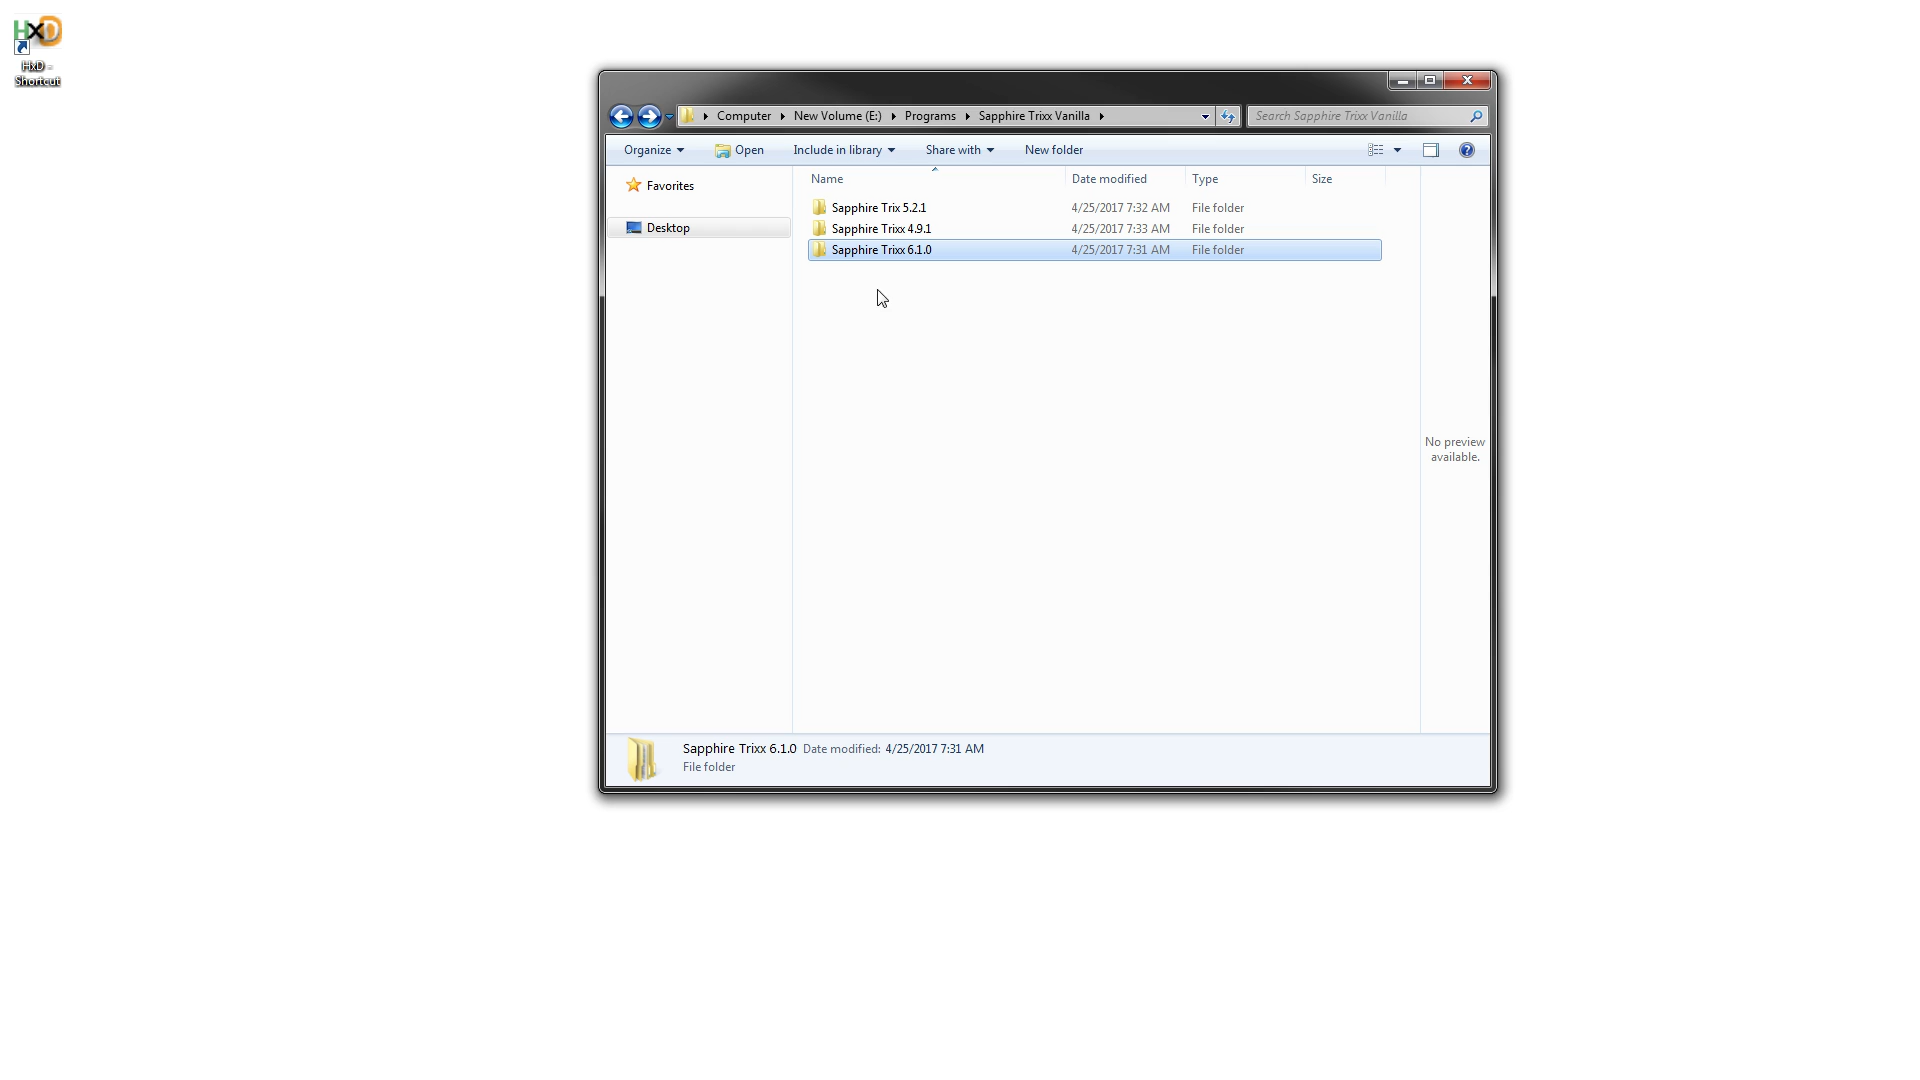 HxD
HxD -
Shortcut
Computer New Volume (E:) Programs Sapphire Trixx Vanilla
Search Sapphire Trixx Vanilla
Organize Open Include in library Share with New folder
Favorites
Desktop
Name Date modified Type Size
Sapphire Trix 5.2.1 4/25/2017 7:32 AM File folder
Sapphire Trixx 4.9.1 4/25/2017 7:33 AM File folder
Sapphire Trixx 6.1.0 4/25/2017 7:31 AM File folder
No preview
available.
Sapphire Trixx 6.1.0 Date modified: 4/25/2017 7:31 AM
File folder